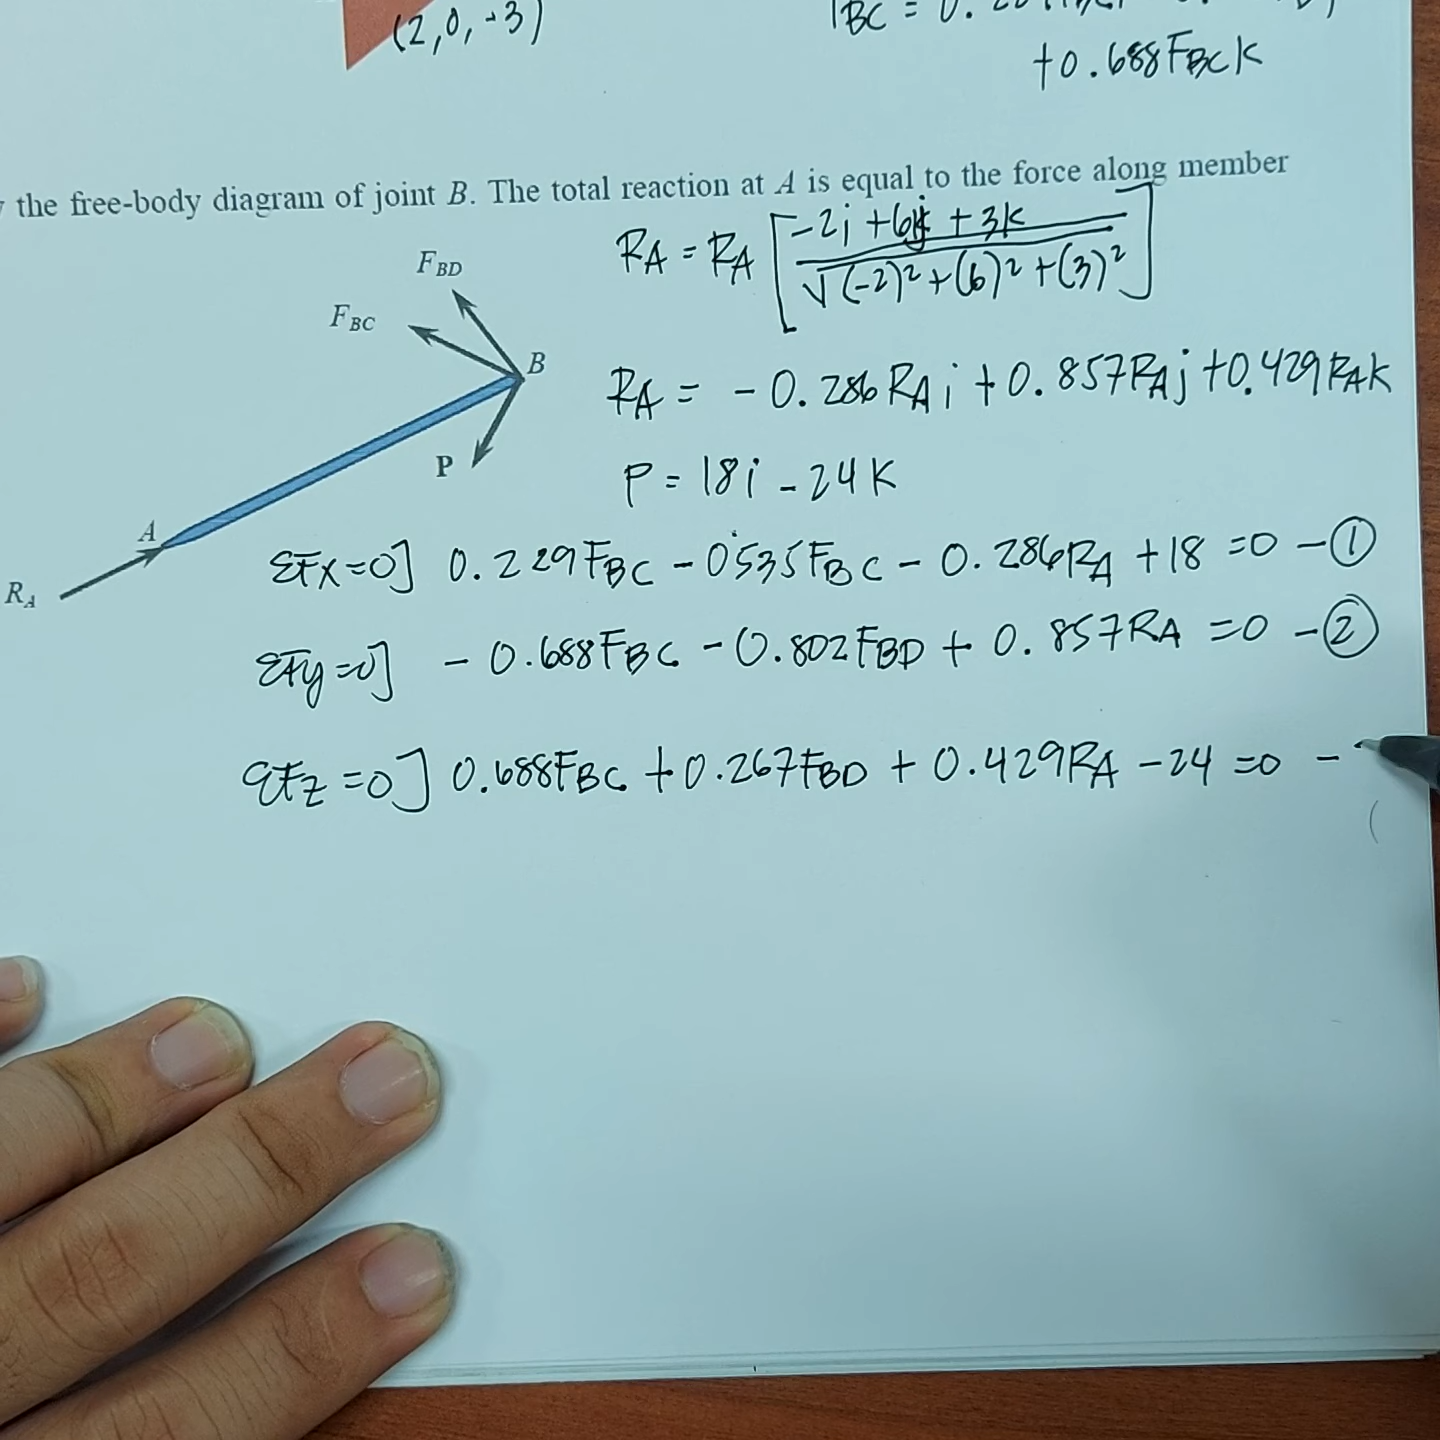 (2,0,-3)
+0.688FBCK
the free-body diagram of joint B. The total reaction at A is equal to the force along member
RA = RA [-2i + 6j + 3k / √(-2)² + (6)² + (3)²]
FBD
FBC
B
RA = - 0.286RAi + 0.857RAj + 0.429RAK
P
P = 18i - 24K
A
RA
ΣFX=0] 0.229FBC - 0.535FBC - 0.286RA + 18 =0 - ①
ΣFy=0] - 0.688FBC - 0.802FBD + 0.857RA =0 - ②
ΣFZ=0] 0.688FBC + 0.267FBD + 0.429RA - 24 =0 -